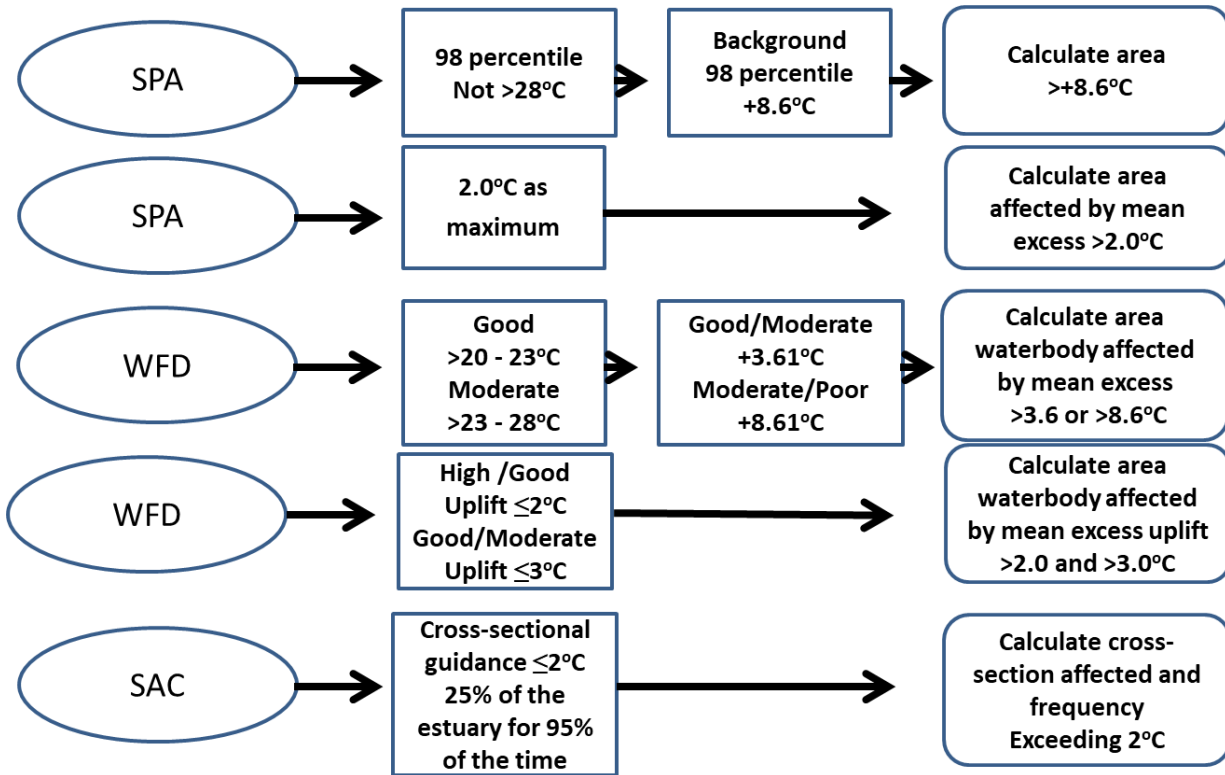 SPA
98 percentile
Not >28°C
Background
98 percentile
+8.6°C
Calculate area
>+8.6°C
SPA
2.0°C as
maximum
Calculate area
affected by mean
excess >2.0°C
WFD
Good
>20 - 23°C
Moderate
>23 - 28°C
Good/Moderate
+3.61°C
Moderate/Poor
+8.61°C
Calculate area
waterbody affected
by mean excess
>3.6 or >8.6°C
WFD
High /Good
Uplift ≤2°C
Good/Moderate
Uplift ≤3°C
Calculate area
waterbody affected
by mean excess uplift
>2.0 and >3.0°C
SAC
Cross-sectional
guidance ≤2°C
25% of the
estuary for 95%
of the time
Calculate cross-
section affected and
frequency
Exceeding 2°C